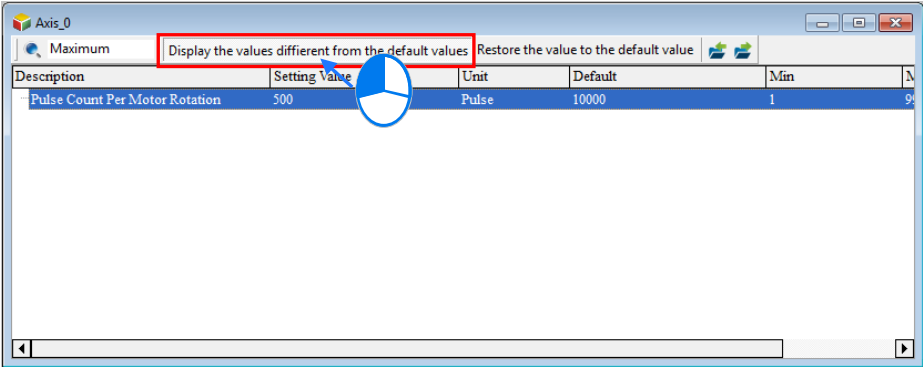 Axis_0
Maximum Display the values diffierent from the default values Restore the value to the default value
Description Setting Value Unit Default Min
Pulse Count Per Motor Rotation 500 Pulse 10000 1